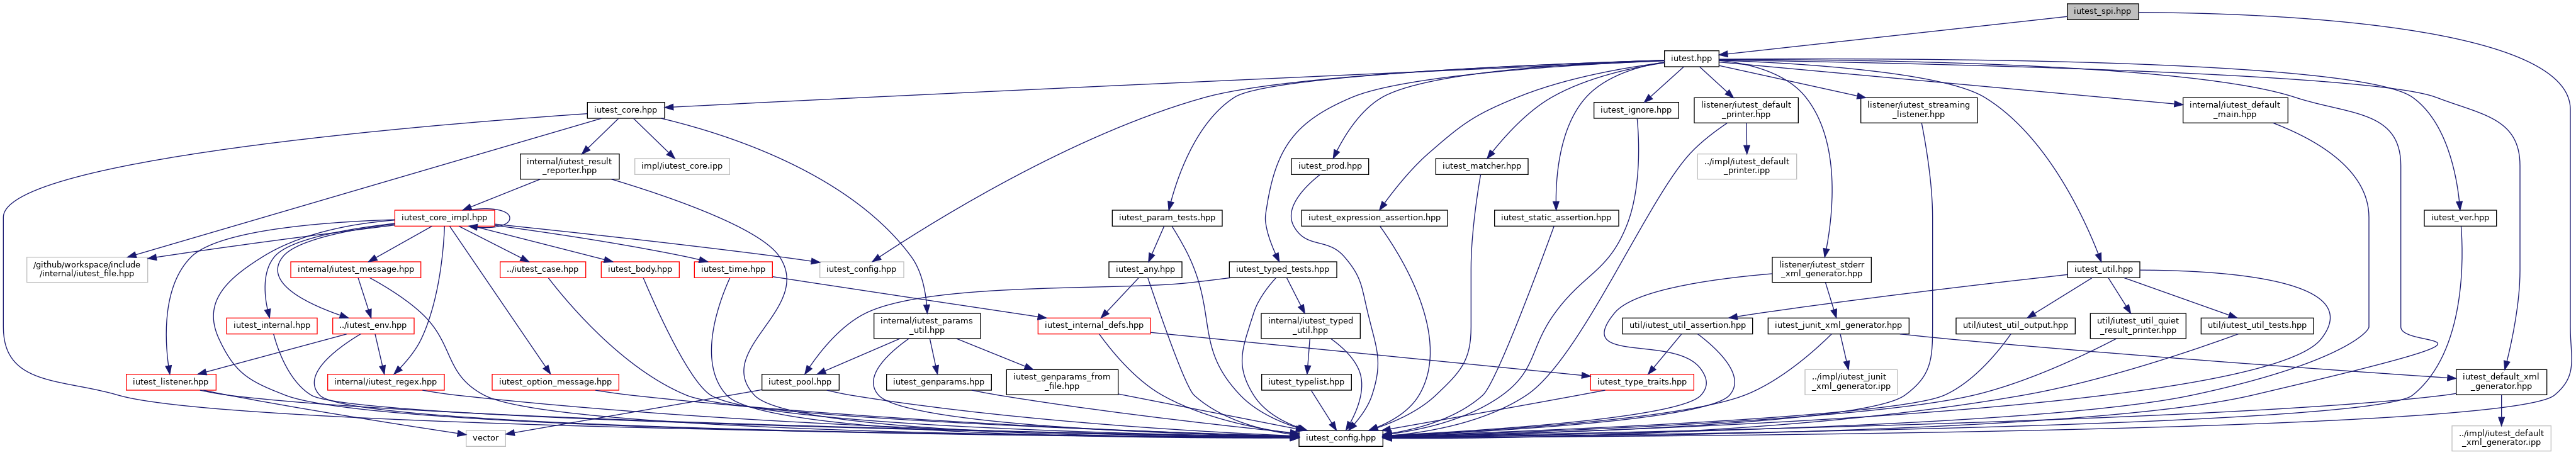 iutest_spi.hpp
iutest.hpp
iutest_core.hpp
iutest_ignore.hpp
listener/iutest_default
_printer.hpp
listener/iutest_streaming
_listener.hpp
internal/iutest_default
_main.hpp
internal/iutest_result
_reporter.hpp
impl/iutest_core.ipp
iutest_prod.hpp
iutest_matcher.hpp
../impl/iutest_default
_printer.ipp
iutest_core_impl.hpp
iutest_param_tests.hpp
iutest_expression_assertion.hpp
iutest_static_assertion.hpp
iutest_ver.hpp
/github/workspace/include
/internal/iutest_file.hpp
internal/iutest_message.hpp
../iutest_case.hpp
iutest_body.hpp
iutest_time.hpp
iutest_config.hpp
iutest_any.hpp
iutest_typed_tests.hpp
listener/iutest_stderr
_xml_generator.hpp
iutest_util.hpp
iutest_internal.hpp
../iutest_env.hpp
internal/iutest_params
_util.hpp
iutest_internal_defs.hpp
internal/iutest_typed
_util.hpp
util/iutest_util_assertion.hpp
iutest_junit_xml_generator.hpp
util/iutest_util_output.hpp
util/iutest_util_quiet
_result_printer.hpp
util/iutest_util_tests.hpp
iutest_listener.hpp
internal/iutest_regex.hpp
iutest_option_message.hpp
iutest_pool.hpp
iutest_genparams.hpp
iutest_genparams_from
_file.hpp
iutest_typelist.hpp
iutest_type_traits.hpp
../impl/iutest_junit
_xml_generator.ipp
iutest_default_xml
_generator.hpp
vector
iutest_config.hpp
../impl/iutest_default
_xml_generator.ipp